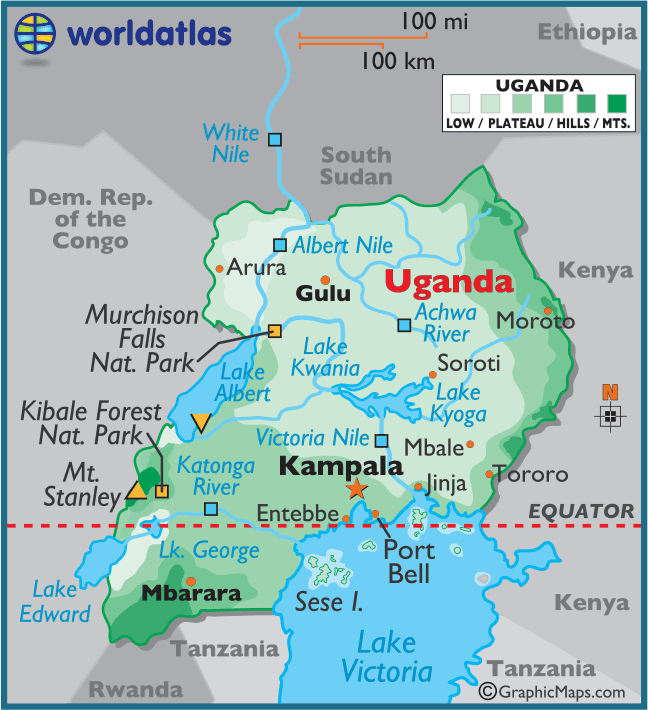 worldatlas
100 mi
100 km
Ethiopia
UGANDA
LOW / PLATEAU / HILLS / MTS.
White
Nile
South
Sudan
Dem. Rep.
of the
Congo
Albert Nile
Arura
Gulu
Uganda
Kenya
Murchison
Falls
Nat. Park
Achwa
River
Moroto
Lake
Kwania
Soroti
Lake
Albert
Lake
Kyoga
N
Kibale Forest
Nat. Park
Victoria Nile
Mbale
Mt.
Stanley
Katonga
River
Kampala
Jinja
Tororo
Entebbe
EQUATOR
Port
Bell
Lk. George
Lake
Edward
Mbarara
Sese I.
Kenya
Tanzania
Lake
Victoria
Rwanda
Tanzania
©GraphicMaps.com